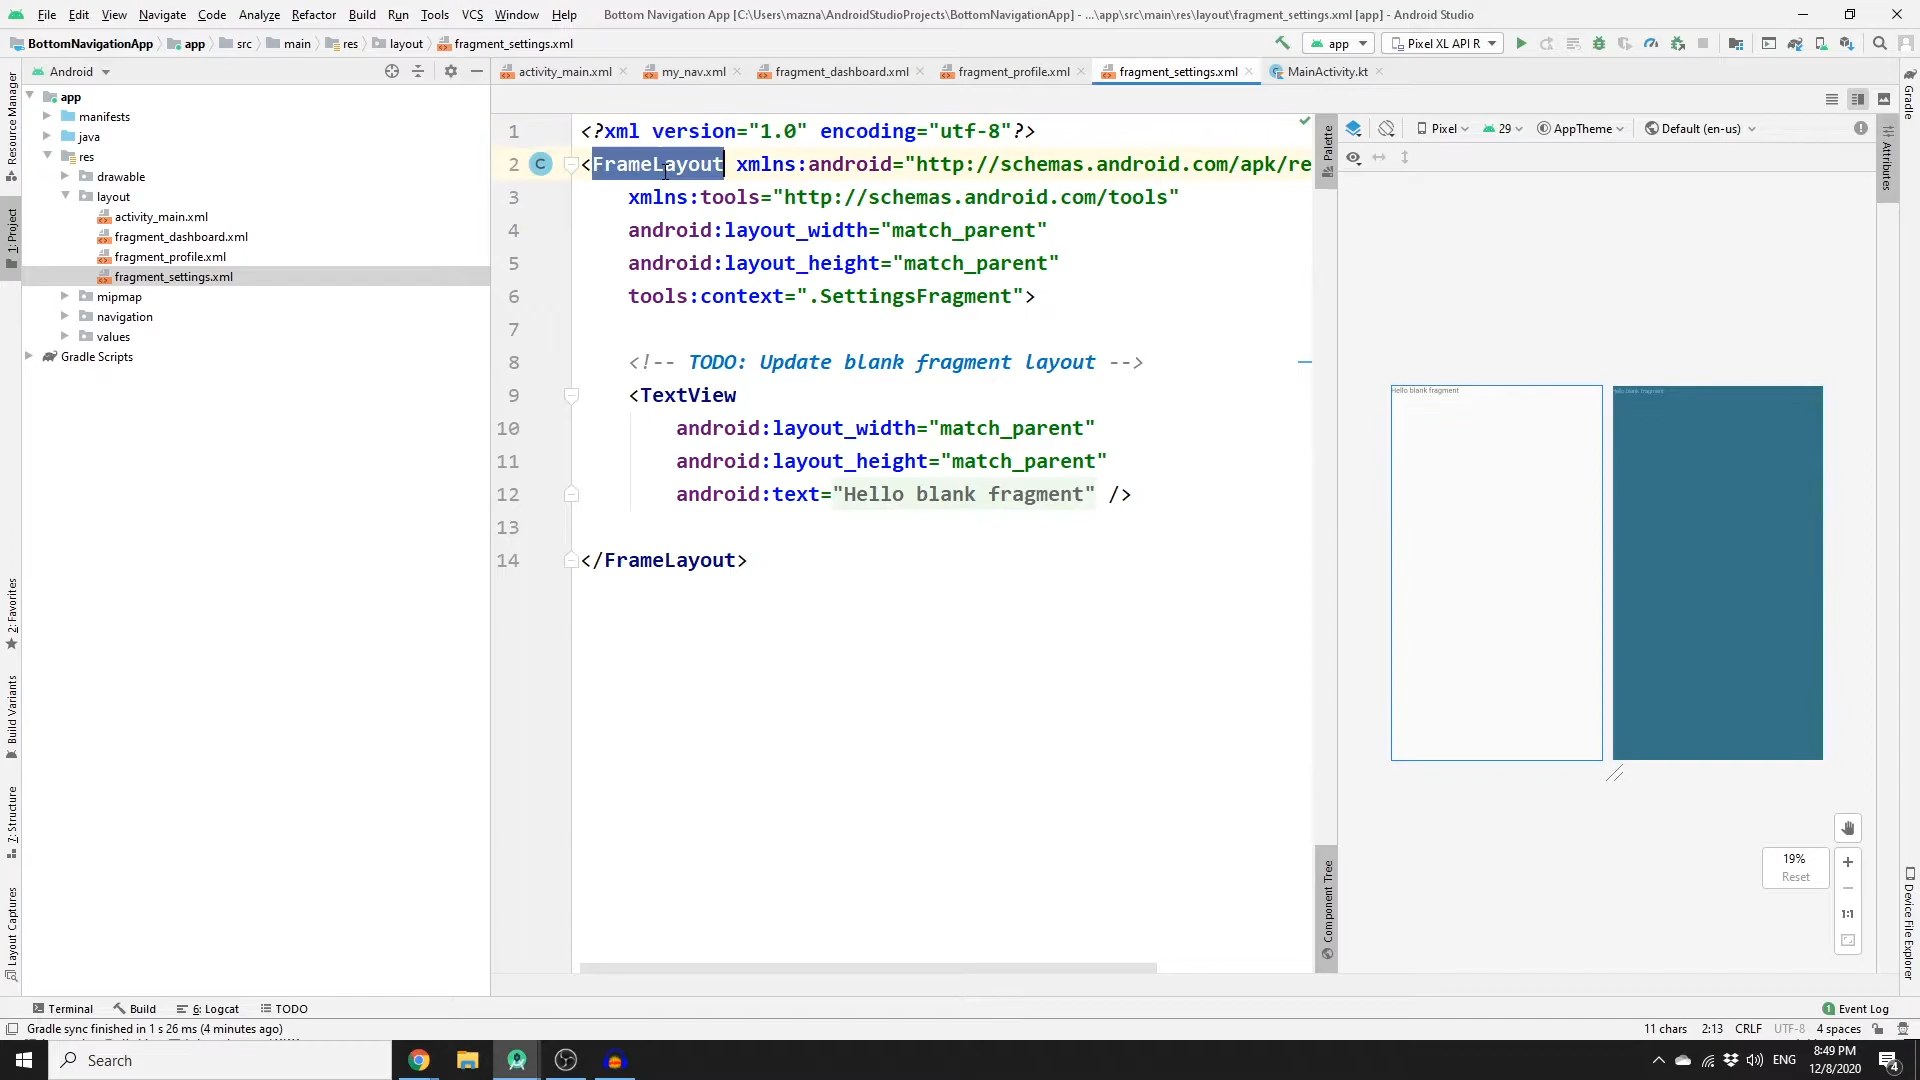 File Edit View Navigate Code Analyze Refactor Build Run Tools VCS Window Help Bottom Navigation App [C:\Users\mazna\AndroidStudioProjects\BottomNavigationApp] - ...\app\src\main\res\layout\fragment_settings.xml [app] - Android Studio
BottomNavigationApp app src main res layout fragment_settings.xml app Pixel XL API R
Android activity_main.xml my_nav.xml fragment_dashboard.xml fragment_profile.xml fragment_settings.xml MainActivity.kt
Resource Manager
1: Project
2: Favorites
Build Variants
7: Structure
Layout Captures
app
manifests
java
res
drawable
layout
activity_main.xml
fragment_dashboard.xml
fragment_profile.xml
fragment_settings.xml
mipmap
navigation
values
Gradle Scripts
1 <?xml version="1.0" encoding="utf-8"?>
2 C <FrameLayout xmlns:android="http://schemas.android.com/apk/re
3 xmlns:tools="http://schemas.android.com/tools"
4 android:layout_width="match_parent"
5 android:layout_height="match_parent"
6 tools:context=".SettingsFragment">
7
8 <!-- TODO: Update blank fragment layout -->
9 <TextView
10 android:layout_width="match_parent"
11 android:layout_height="match_parent"
12 android:text="Hello blank fragment" />
13
14 </FrameLayout>
Palette
Component Tree
Pixel 29 AppTheme Default (en-us)
Hello blank fragment
Hello blank fragment
19%
Reset
1:1
Gradle
Attributes
Device File Explorer
Terminal Build 6: Logcat TODO 1 Event Log
Gradle sync finished in 1 s 26 ms (4 minutes ago) 11 chars 2:13 CRLF UTF-8 4 spaces
Search ENG 8:49 PM
12/8/2020 4